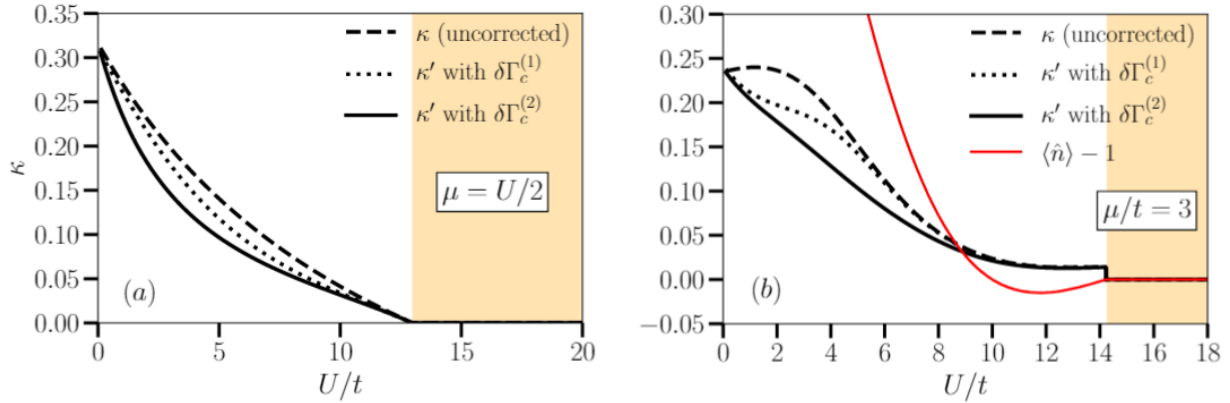 0.35
0.30
0.25
0.20
0.15
0.10
0.05
0.00
κ
κ (uncorrected)
κ′ with δΓ_c^(1)
κ′ with δΓ_c^(2)
μ = U/2
(a)
0 5 10 15 20
U/t
0.30
0.25
0.20
0.15
0.10
0.05
0.00
−0.05
κ (uncorrected)
κ′ with δΓ_c^(1)
κ′ with δΓ_c^(2)
⟨n̂⟩ − 1
μ/t = 3
(b)
0 2 4 6 8 10 12 14 16 18
U/t